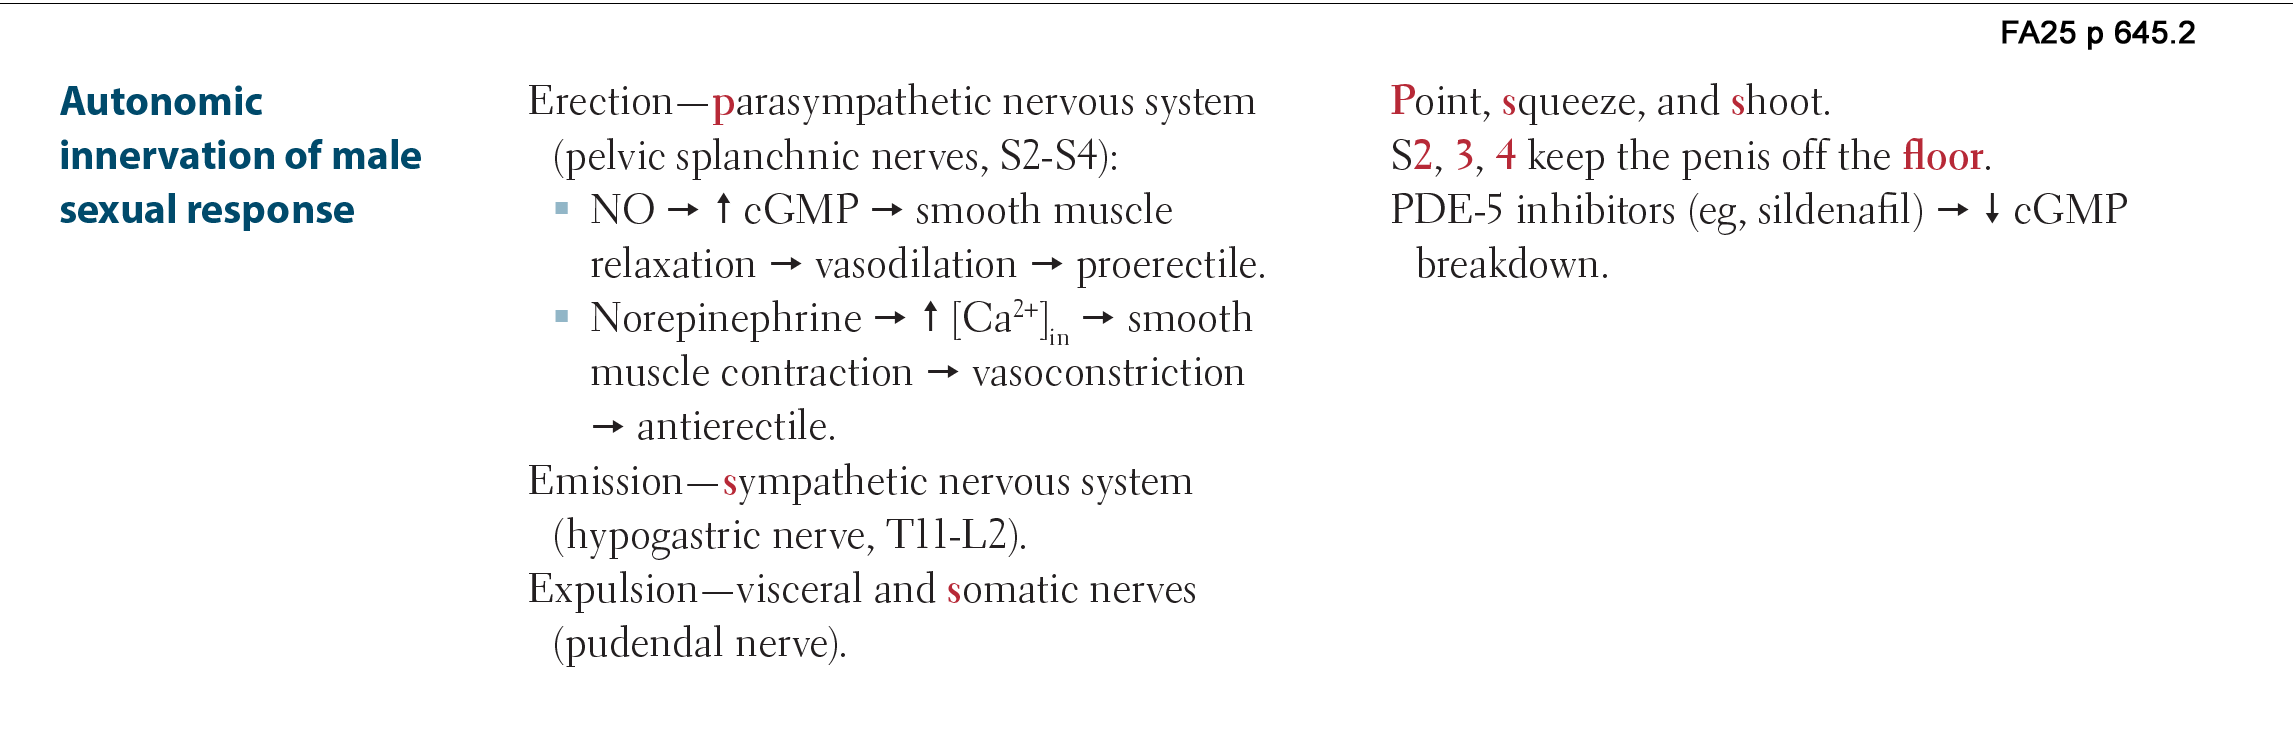 FA25 p 645.2
Autonomic
innervation of male
sexual response
Erection—parasympathetic nervous system
(pelvic splanchnic nerves, S2-S4):
▪ NO → ↑ cGMP → smooth muscle
relaxation → vasodilation → proerectile.
▪ Norepinephrine → ↑ [Ca²⁺]in → smooth
muscle contraction → vasoconstriction
→ antierectile.
Emission—sympathetic nervous system
(hypogastric nerve, T11-L2).
Expulsion—visceral and somatic nerves
(pudendal nerve).
Point, squeeze, and shoot.
S2, 3, 4 keep the penis off the floor.
PDE-5 inhibitors (eg, sildenafil) → ↓ cGMP
breakdown.